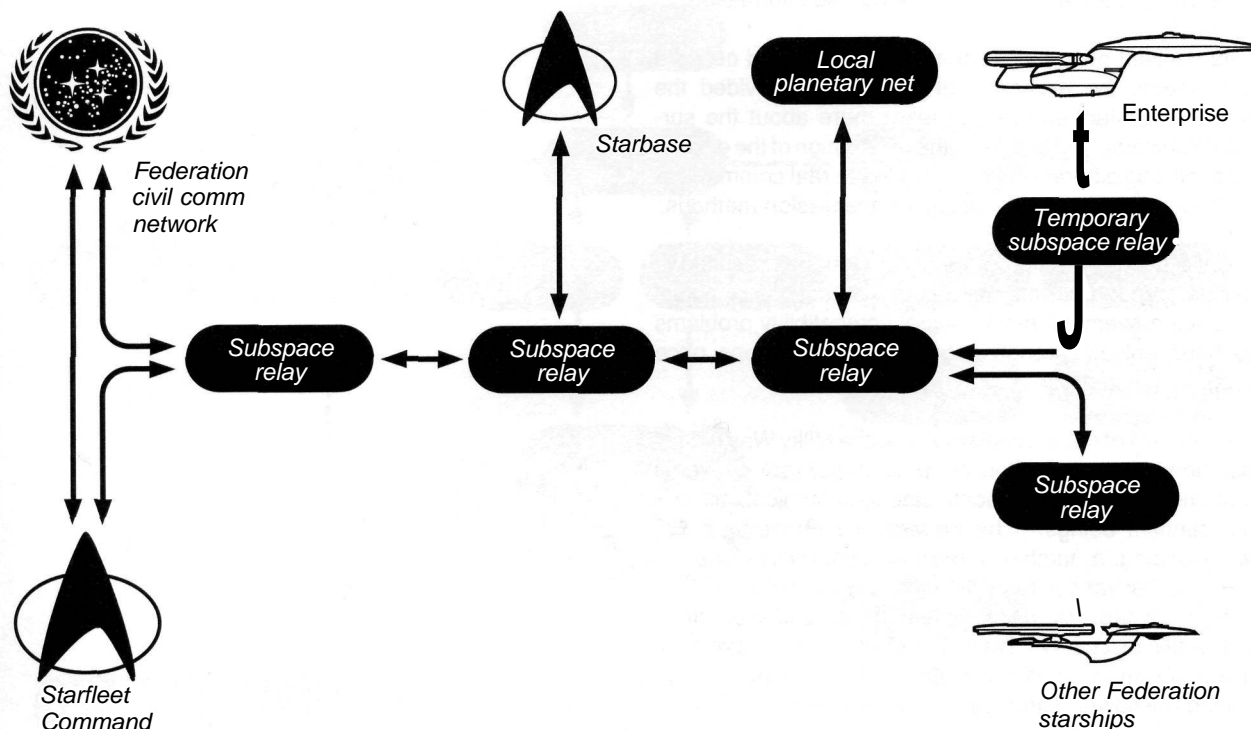 Local
planetary net
Enterprise
Starbase
Federation
civil comm
network
Temporary
subspace relay
Subspace
relay
Subspace
relay
Subspace
relay
Subspace
relay
Starfleet
Command
Other Federation
starships